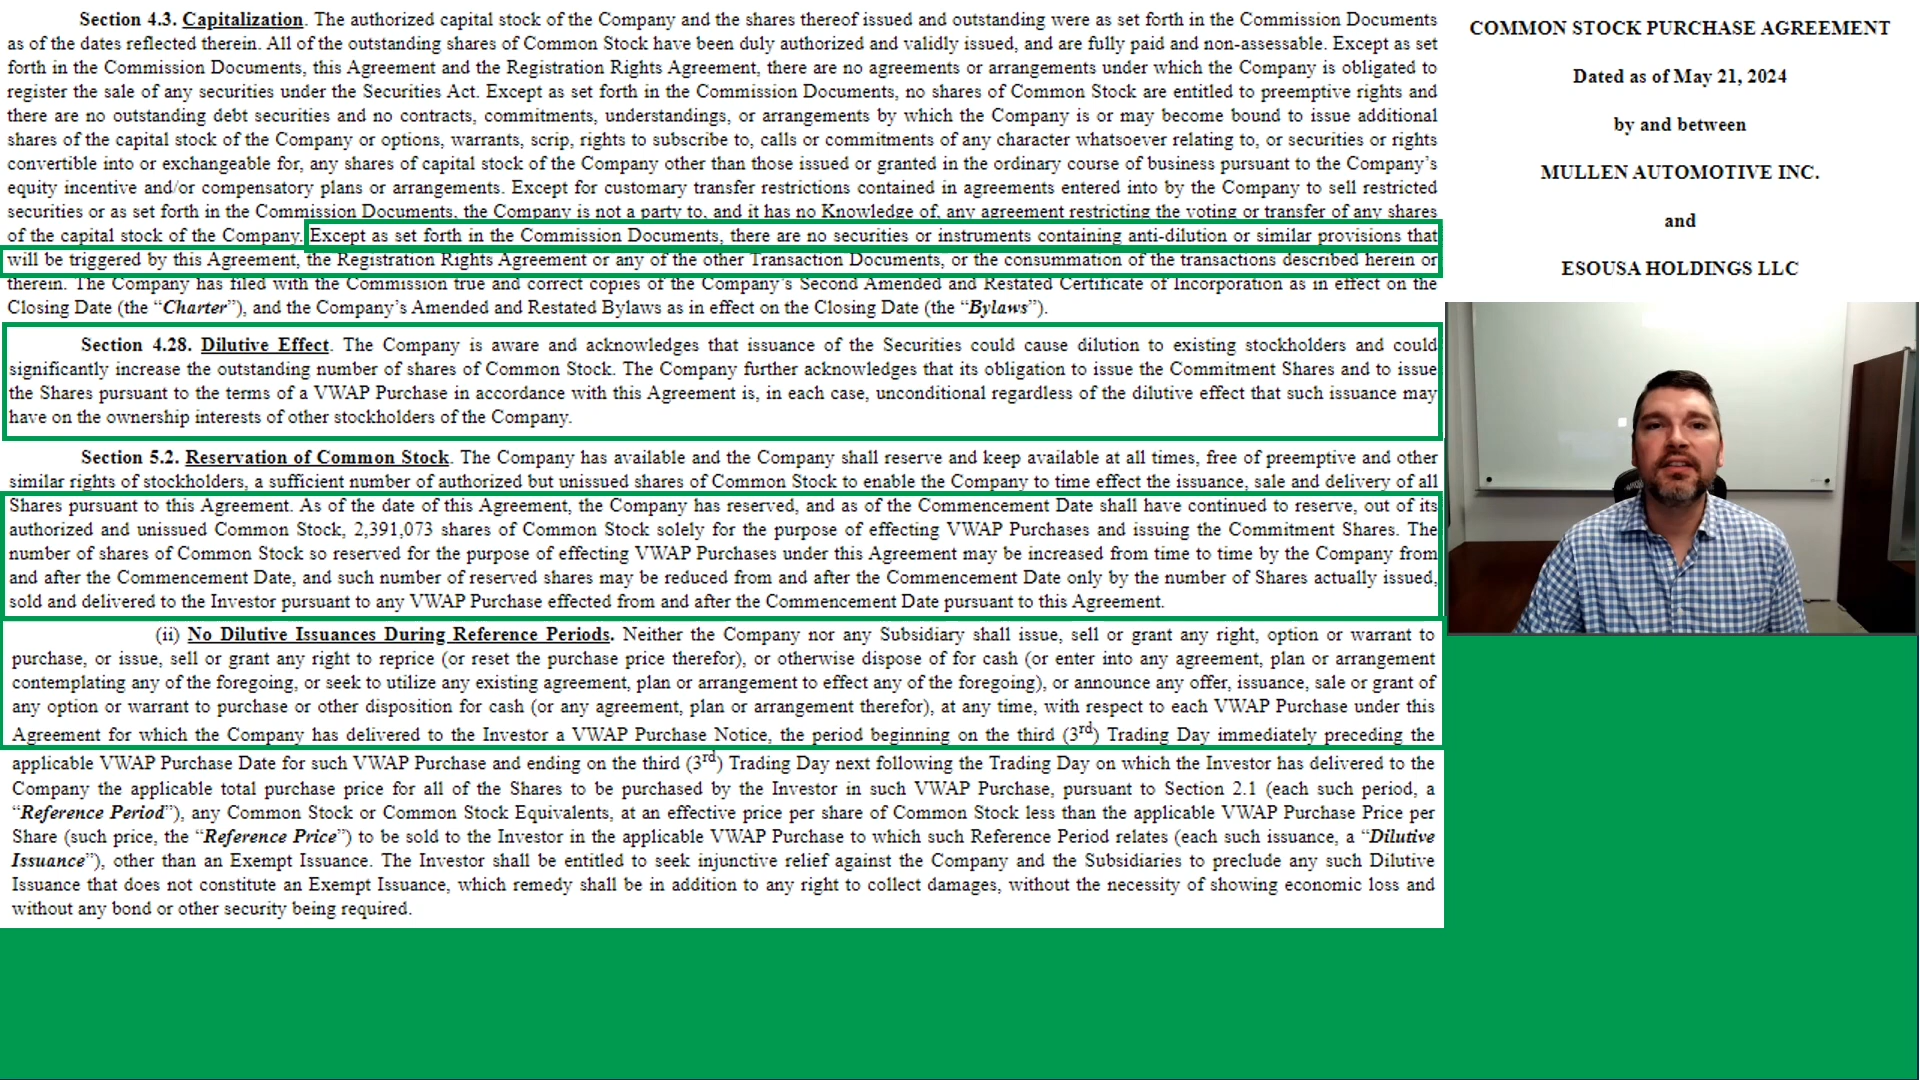 Section 4.3. Capitalization. The authorized capital stock of the Company and the shares thereof issued and outstanding were as set forth in the Commission Documents
as of the dates reflected therein. All of the outstanding shares of Common Stock have been duly authorized and validly issued, and are fully paid and non-assessable. Except as set
forth in the Commission Documents, this Agreement and the Registration Rights Agreement, there are no agreements or arrangements under which the Company is obligated to
register the sale of any securities under the Securities Act. Except as set forth in the Commission Documents, no shares of Common Stock are entitled to preemptive rights and
there are no outstanding debt securities and no contracts, commitments, understandings, or arrangements by which the Company is or may become bound to issue additional
shares of the capital stock of the Company or options, warrants, scrip, rights to subscribe to, calls or commitments of any character whatsoever relating to, or securities or rights
convertible into or exchangeable for, any shares of capital stock of the Company other than those issued or granted in the ordinary course of business pursuant to the Company’s
equity incentive and/or compensatory plans or arrangements. Except for customary transfer restrictions contained in agreements entered into by the Company to sell restricted
securities or as set forth in the Commission Documents, the Company is not a party to, and it has no Knowledge of, any agreement restricting the voting or transfer of any shares
of the capital stock of the Company. Except as set forth in the Commission Documents, there are no securities or instruments containing anti-dilution or similar provisions that
will be triggered by this Agreement, the Registration Rights Agreement or any of the other Transaction Documents, or the consummation of the transactions described herein or
therein. The Company has filed with the Commission true and correct copies of the Company’s Second Amended and Restated Certificate of Incorporation as in effect on the
Closing Date (the “Charter”), and the Company’s Amended and Restated Bylaws as in effect on the Closing Date (the “Bylaws”).
Section 4.28. Dilutive Effect. The Company is aware and acknowledges that issuance of the Securities could cause dilution to existing stockholders and could
significantly increase the outstanding number of shares of Common Stock. The Company further acknowledges that its obligation to issue the Commitment Shares and to issue
the Shares pursuant to the terms of a VWAP Purchase in accordance with this Agreement is, in each case, unconditional regardless of the dilutive effect that such issuance may
have on the ownership interests of other stockholders of the Company.
Section 5.2. Reservation of Common Stock. The Company has available and the Company shall reserve and keep available at all times, free of preemptive and other
similar rights of stockholders, a sufficient number of authorized but unissued shares of Common Stock to enable the Company to time effect the issuance, sale and delivery of all
Shares pursuant to this Agreement. As of the date of this Agreement, the Company has reserved, and as of the Commencement Date shall have continued to reserve, out of its
authorized and unissued Common Stock, 2,391,073 shares of Common Stock solely for the purpose of effecting VWAP Purchases and issuing the Commitment Shares. The
number of shares of Common Stock so reserved for the purpose of effecting VWAP Purchases under this Agreement may be increased from time to time by the Company from
and after the Commencement Date, and such number of reserved shares may be reduced from and after the Commencement Date only by the number of Shares actually issued,
sold and delivered to the Investor pursuant to any VWAP Purchase effected from and after the Commencement Date pursuant to this Agreement.
(ii) No Dilutive Issuances During Reference Periods. Neither the Company nor any Subsidiary shall issue, sell or grant any right, option or warrant to
purchase, or issue, sell or grant any right to reprice (or reset the purchase price therefor), or otherwise dispose of for cash (or enter into any agreement, plan or arrangement
contemplating any of the foregoing, or seek to utilize any existing agreement, plan or arrangement to effect any of the foregoing), or announce any offer, issuance, sale or grant of
any option or warrant to purchase or other disposition for cash (or any agreement, plan or arrangement therefor), at any time, with respect to each VWAP Purchase under this
Agreement for which the Company has delivered to the Investor a VWAP Purchase Notice, the period beginning on the third (3rd) Trading Day immediately preceding the
applicable VWAP Purchase Date for such VWAP Purchase and ending on the third (3rd) Trading Day next following the Trading Day on which the Investor has delivered to the
Company the applicable total purchase price for all of the Shares to be purchased by the Investor in such VWAP Purchase, pursuant to Section 2.1 (each such period, a
“Reference Period”), any Common Stock or Common Stock Equivalents, at an effective price per share of Common Stock less than the applicable VWAP Purchase Price per
Share (such price, the “Reference Price”) to be sold to the Investor in the applicable VWAP Purchase to which such Reference Period relates (each such issuance, a “Dilutive
Issuance”), other than an Exempt Issuance. The Investor shall be entitled to seek injunctive relief against the Company and the Subsidiaries to preclude any such Dilutive
Issuance that does not constitute an Exempt Issuance, which remedy shall be in addition to any right to collect damages, without the necessity of showing economic loss and
without any bond or other security being required.
COMMON STOCK PURCHASE AGREEMENT
Dated as of May 21, 2024
by and between
MULLEN AUTOMOTIVE INC.
and
ESOUSA HOLDINGS LLC